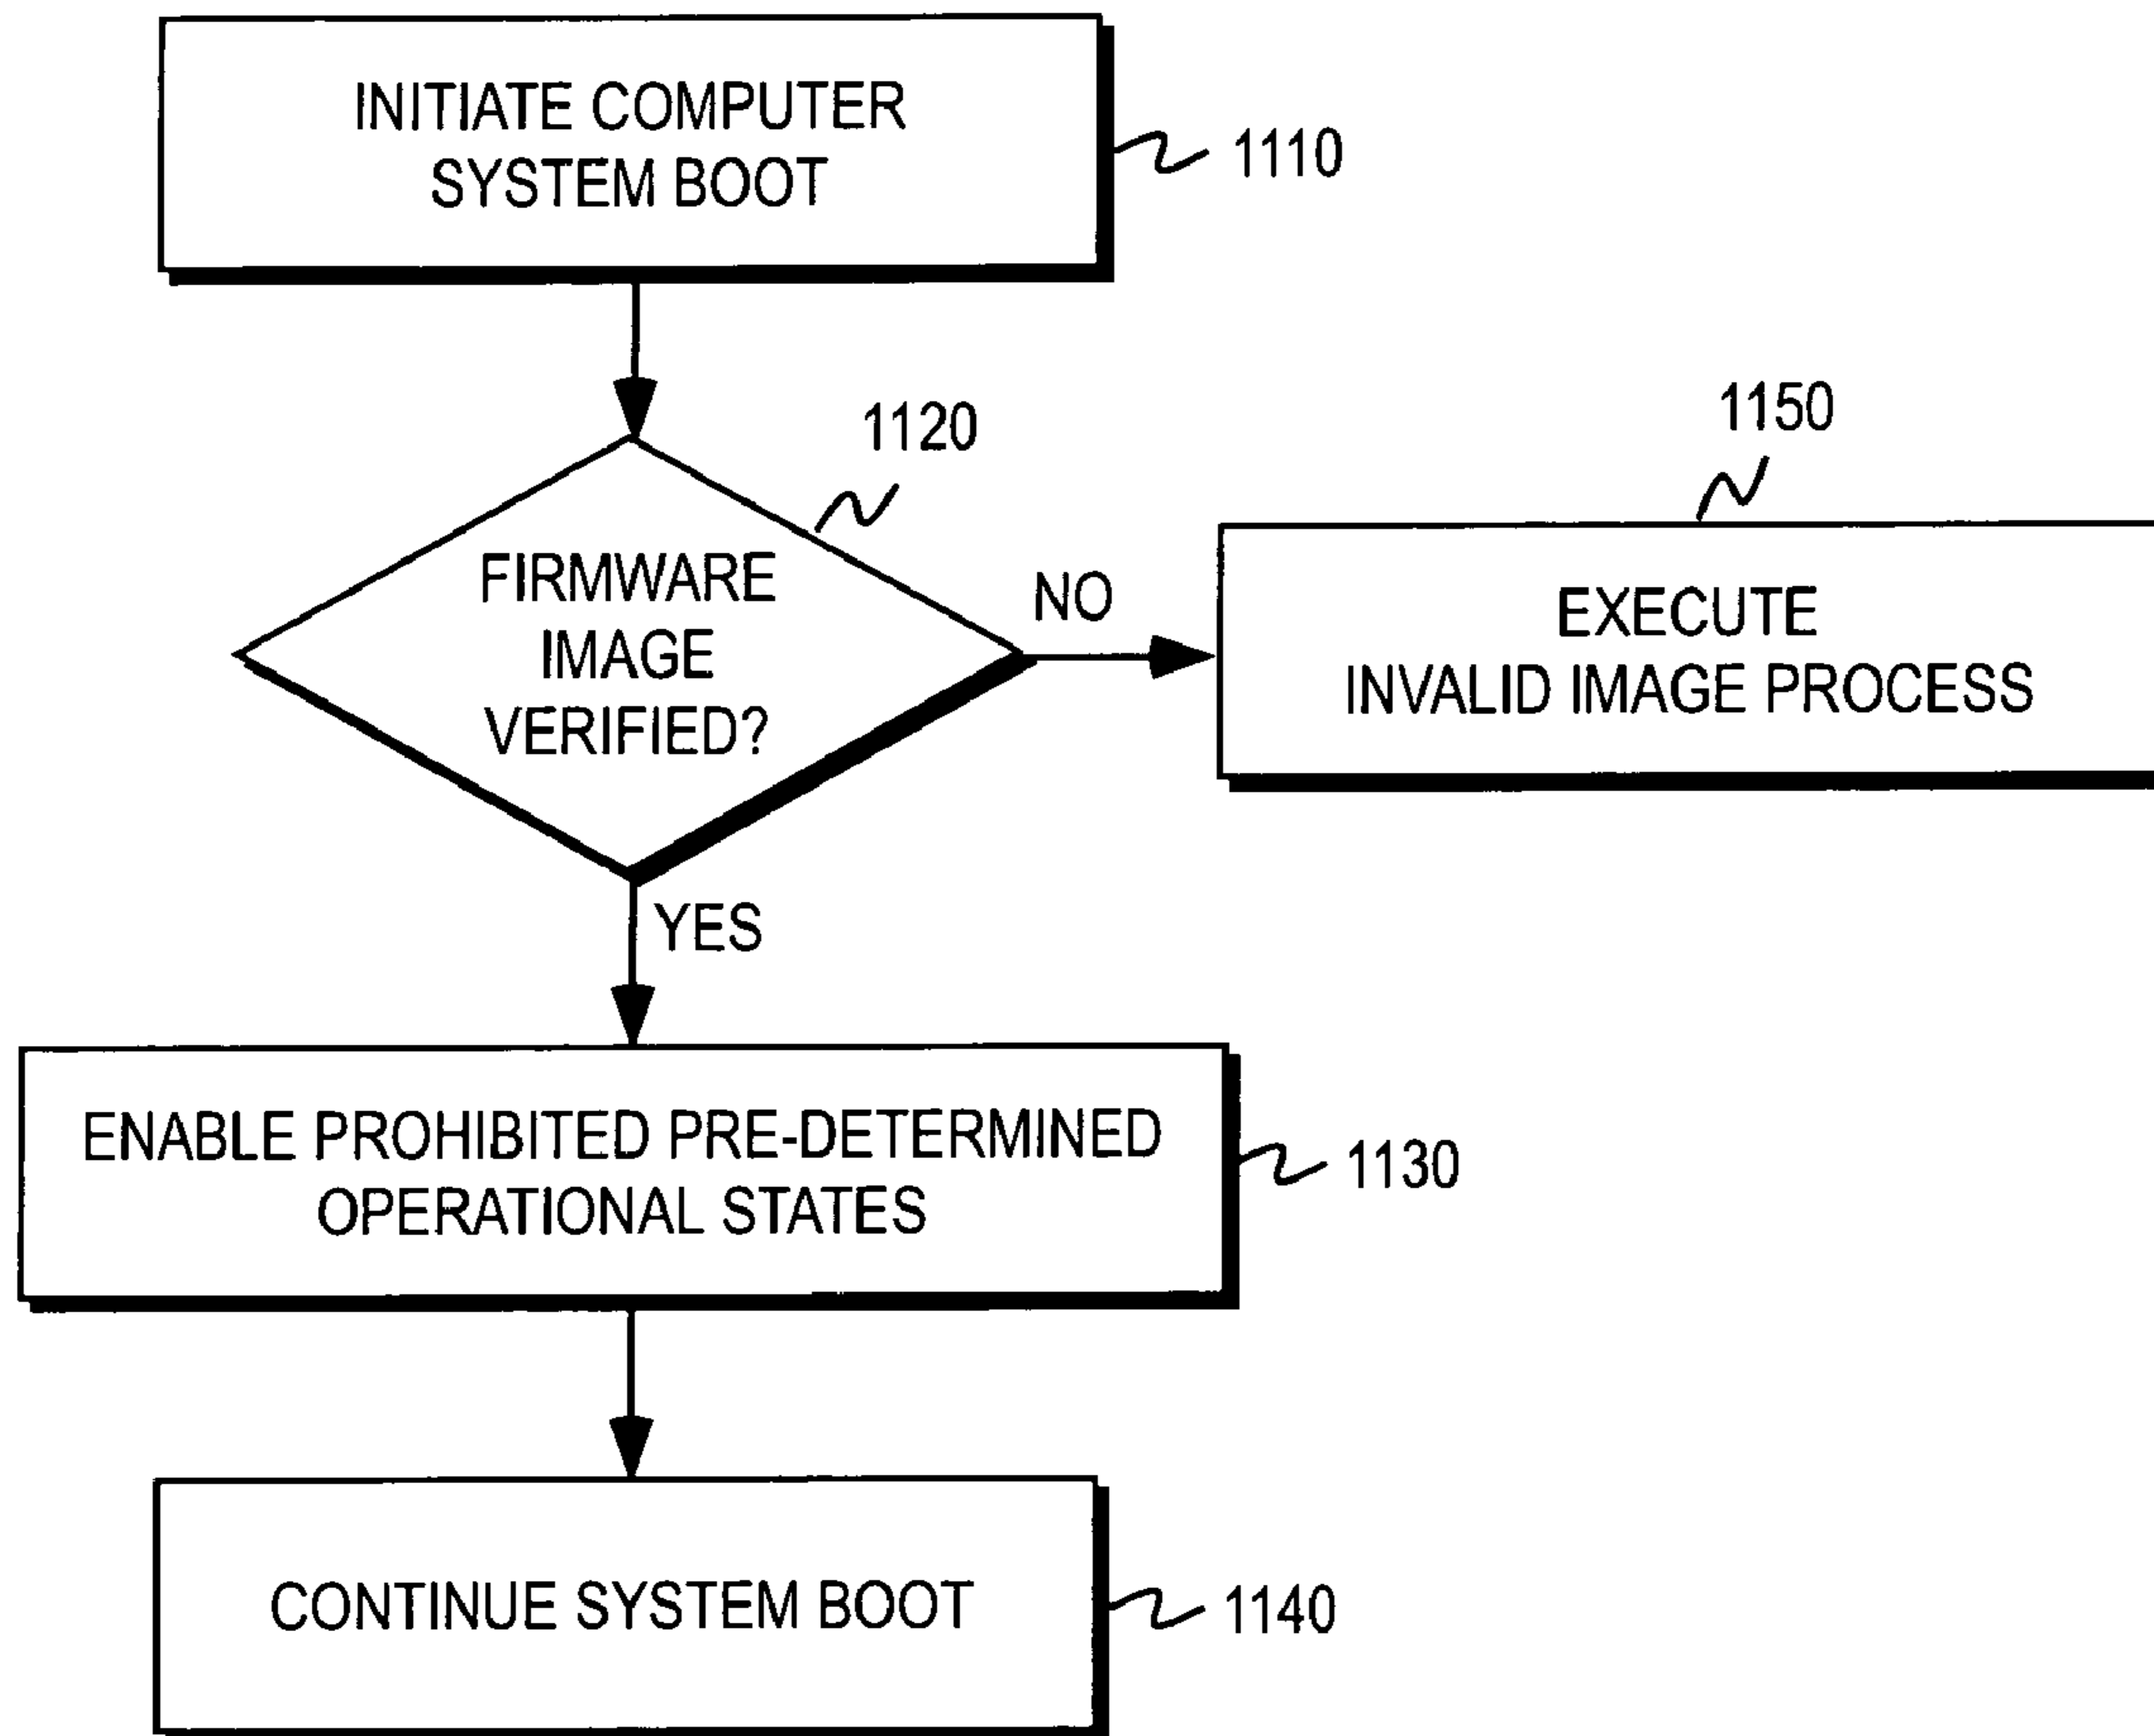 INITIATE COMPUTER
SYSTEM BOOT
1110
1120
FIRMWARE
IMAGE
VERIFIED?
NO
1150
EXECUTE
INVALID IMAGE PROCESS
YES
ENABLE PROHIBITED PRE-DETERMINED
OPERATIONAL STATES
1130
CONTINUE SYSTEM BOOT
1140